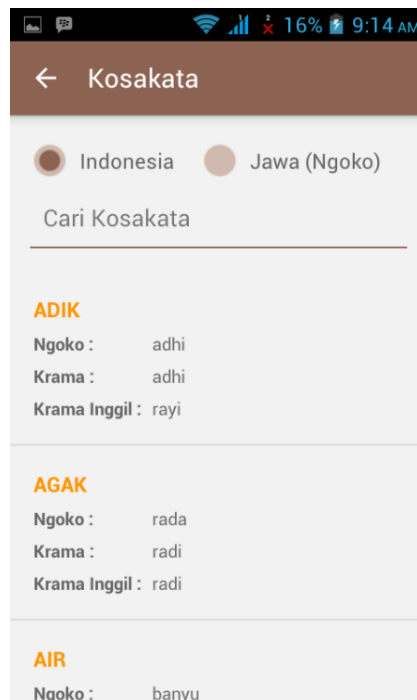 2
16% 9:14 AM
Kosakata
Indonesia Jawa (Ngoko)
Cari Kosakata
ADIK
Ngoko : adhi
Krama : adhi
Krama Inggil : rayi
AGAK
Ngoko : rada
Krama : radi
Krama Inggil : radi
AIR
Ngoko : banyu